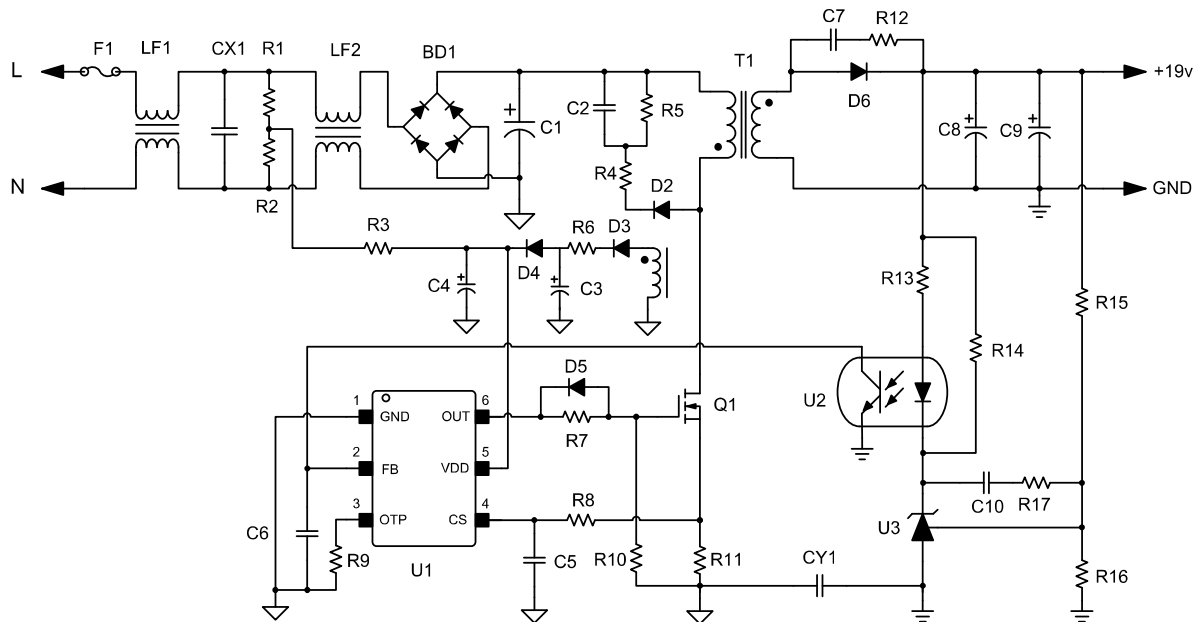 C7
R12
F1
LF1
CX1
R1
LF2
BD1
T1
L
+19v
C2
R5
D6
+
C1
+
C8
+
C9
R4
N
D2
GND
R2
R3
R6
D3
D4
+
C4
+
C3
R13
R15
R14
D5
U2
1
GND
OUT
6
R7
Q1
2
FB
VDD
5
3
OTP
CS
4
R8
C10
R17
C6
U3
R9
C5
R10
R11
CY1
U1
R16